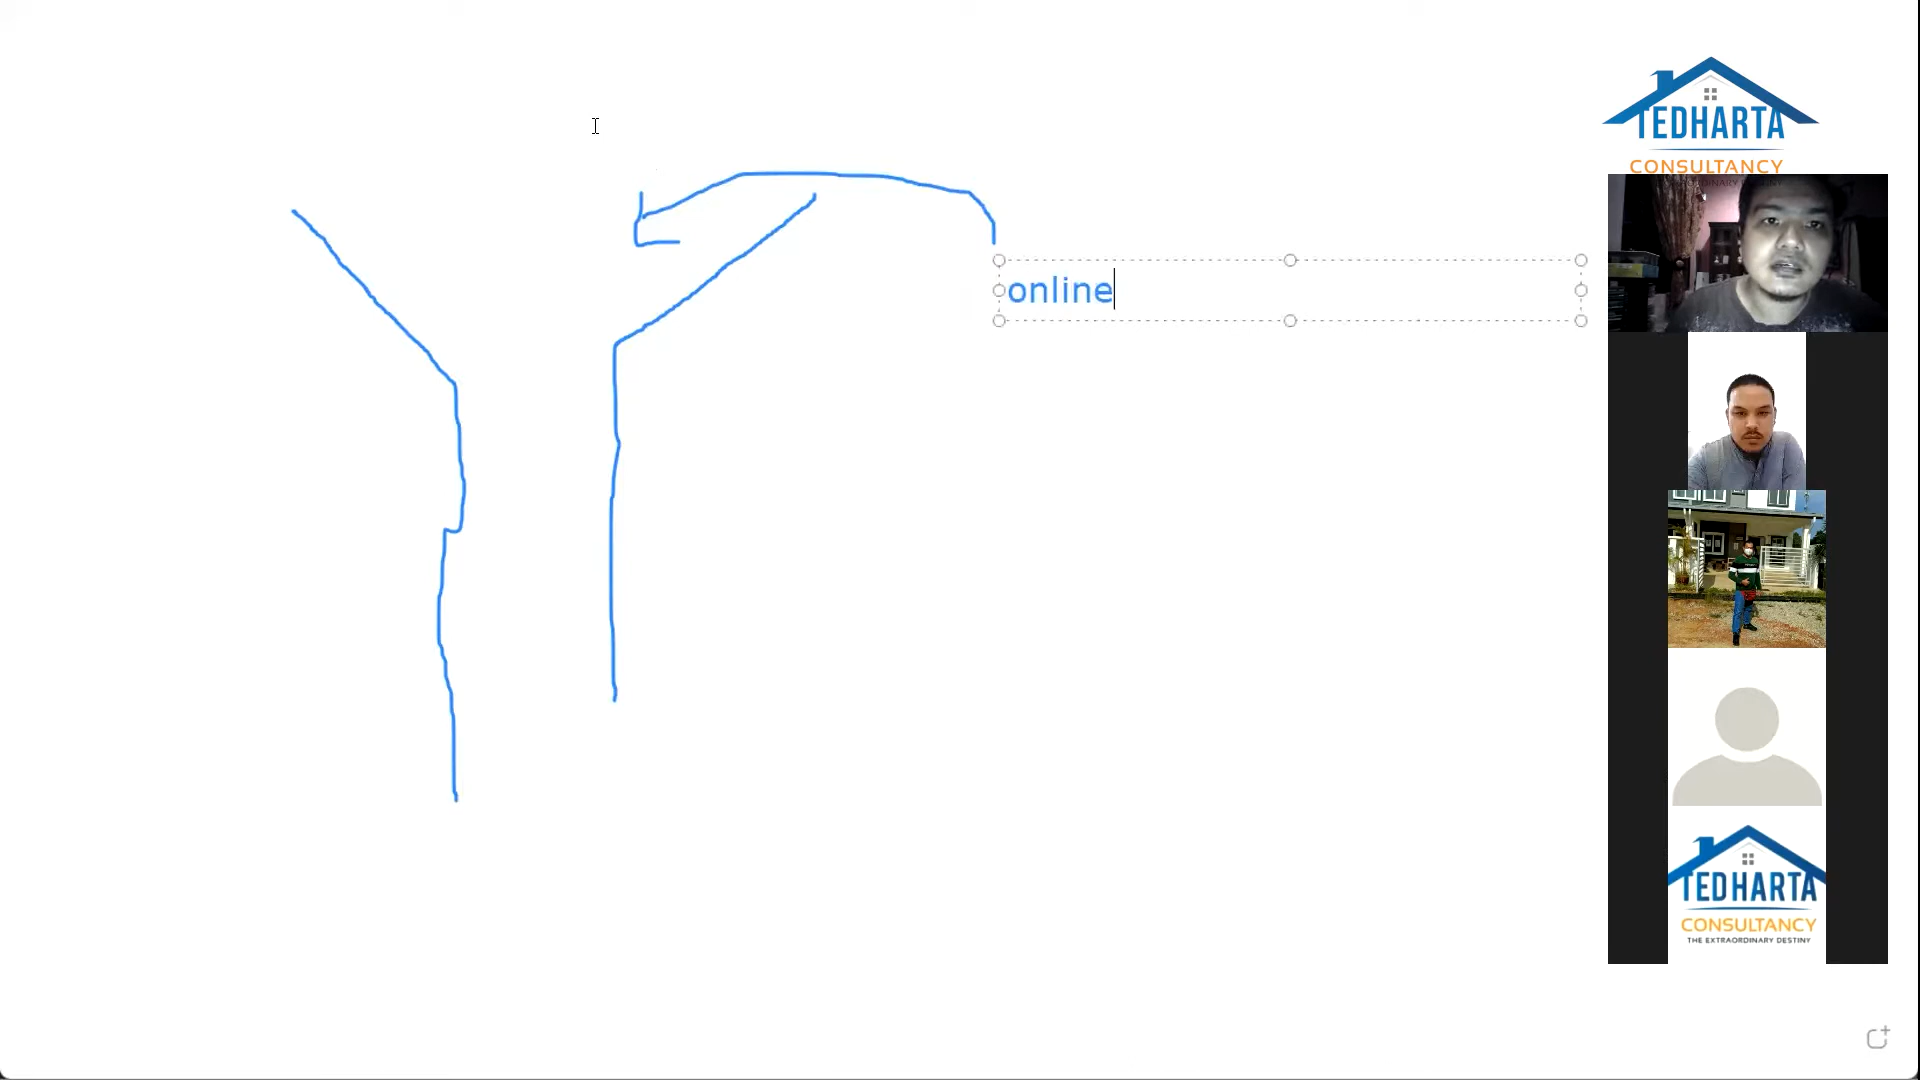 TEDHARTA
CONSULTANCY
online
TEDHARTA
CONSULTANCY
THE EXTRAORDINARY DESTINY